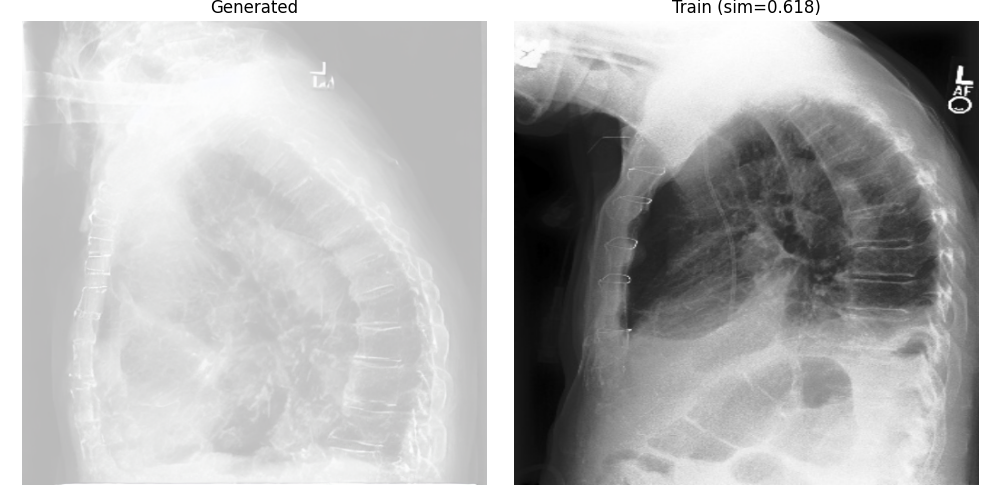 Generated
Train (sim=0.618)
L
L
AF